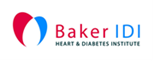 Baker IDI
HEART & DIABETES INSTITUTE